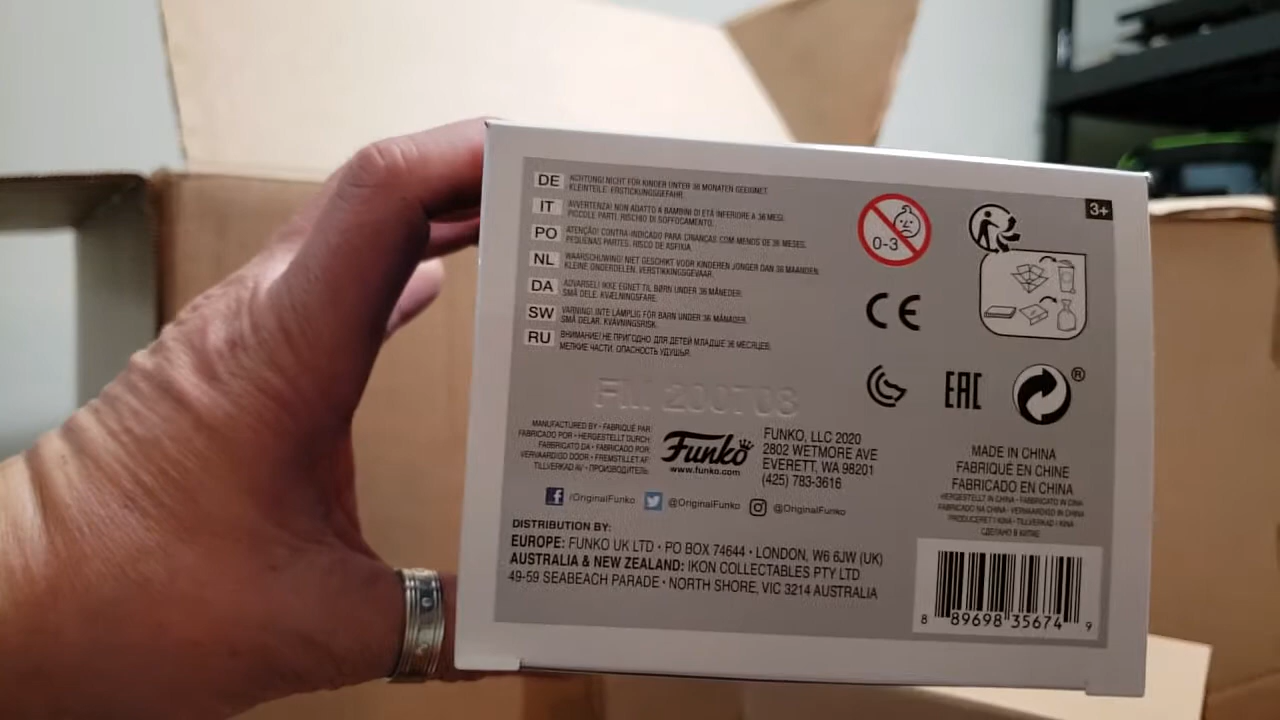 DE ACHTUNG! NICHT FÜR KINDER UNTER 36 MONATEN GEEIGNET.
KLEINTEILE. ERSTICKUNGSGEFAHR.
IT AVVERTENZA! NON ADATTO A BAMBINI DI ETÀ INFERIORE A 36 MESI.
PICCOLE PARTI. RISCHIO DI SOFFOCAMENTO.
PO ATENÇÃO! CONTRA-INDICADO PARA CRIANÇAS COM MENOS DE 36 MESES.
PEQUENAS PARTES. RISCO DE ASFIXIA.
NL WAARSCHUWING! NIET GESCHIKT VOOR KINDEREN JONGER DAN 36 MAANDEN.
KLEINE ONDERDELEN. VERSTIKKINGSGEVAAR.
DA ADVARSEL! IKKE EGNET TIL BØRN UNDER 36 MÅNEDER.
SMÅ DELE. KVÆLNINGSFARE.
SW VARNING! INTE LÄMPLIG FÖR BARN UNDER 36 MÅNADER.
SMÅ DELAR. KVÄVNINGSRISK.
RU ВНИМАНИЕ! НЕ ПРИГОДНО ДЛЯ ДЕТЕЙ МЛАДШЕ 36 МЕСЯЦЕВ.
МЕЛКИЕ ЧАСТИ. ОПАСНОСТЬ УДУШЬЯ.
0-3
3+
CE
EAC
®
200708
MANUFACTURED BY • FABRIQUÉ PAR
FABRICADO POR • HERGESTELLT DURCH
FABBRICATO DA • FABRICADO POR
VERVAARDIGD DOOR • FREMSTILLET AF
TILLVERKAD AV • ПРОИЗВОДИТЕЛЬ:
Funko
www.funko.com
FUNKO, LLC 2020
2802 WETMORE AVE
EVERETT, WA 98201
(425) 783-3616
/OriginalFunko @OriginalFunko @OriginalFunko
DISTRIBUTION BY:
EUROPE: FUNKO UK LTD • PO BOX 74644 • LONDON, W6 6JW (UK)
AUSTRALIA & NEW ZEALAND: IKON COLLECTABLES PTY LTD
49-59 SEABEACH PARADE • NORTH SHORE, VIC 3214 AUSTRALIA
MADE IN CHINA
FABRIQUÉ EN CHINE
FABRICADO EN CHINA
HERGESTELLT IN CHINA • FABBRICATO IN CINA
FABRICADO NA CHINA • VERVAARDIGD IN CHINA
PRODUCERET I KINA • TILLVERKAD I KINA
СДЕЛАНО В КИТАЕ
8 89698 35674 9